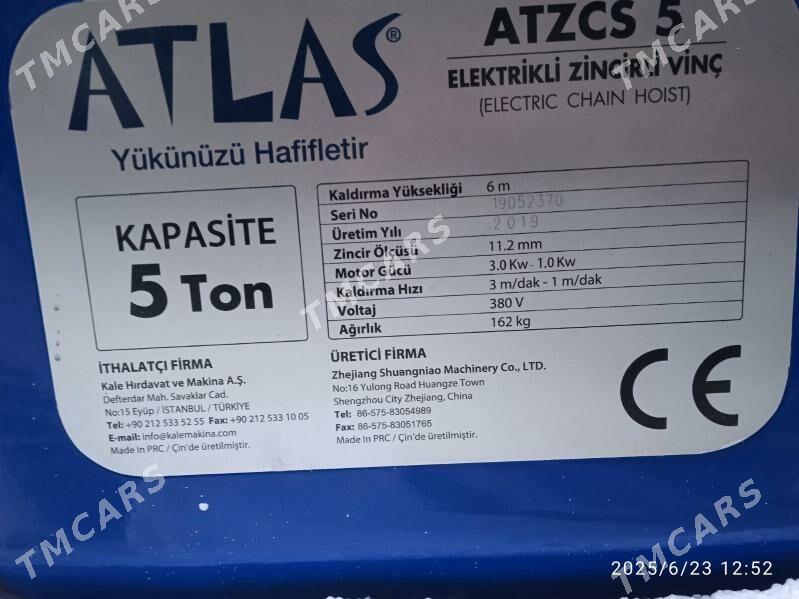 ATLAS®
Yükünüzü Hafifletir
ATZCS 5
ELEKTRİKLİ ZİNCİRLİ VİNÇ
(ELECTRIC CHAIN HOIST)
KAPASİTE
5 Ton
Kaldırma Yüksekliği 6 m
Seri No 19052370
Üretim Yılı 2019
Zincir Ölçüsü 11.2 mm
Motor Gücü 3.0 Kw - 1.0 Kw
Kaldırma Hızı 3 m/dak - 1 m/dak
Voltaj 380 V
Ağırlık 162 kg
İTHALATÇI FİRMA
Kale Hırdavat ve Makina A.Ş.
Defterdar Mah. Savaklar Cad.
No:15 Eyüp / İSTANBUL / TÜRKİYE
Tel: +90 212 533 52 55 Fax: +90 212 533 10 05
E-mail: info@kalemakina.com
Made In PRC / Çin'de üretilmiştir.
ÜRETİCİ FİRMA
Zhejiang Shuangniao Machinery Co., LTD.
No:16 Yulong Road Huangze Town
Shengzhou City Zhejiang, China
Tel: 86-575-83054989
Fax: 86-575-83051765
Made In PRC / Çin'de üretilmiştir.
CE
2025/6/23 12:52
TMCARS
TMCARS
TMCARS
TMCARS
TMCARS